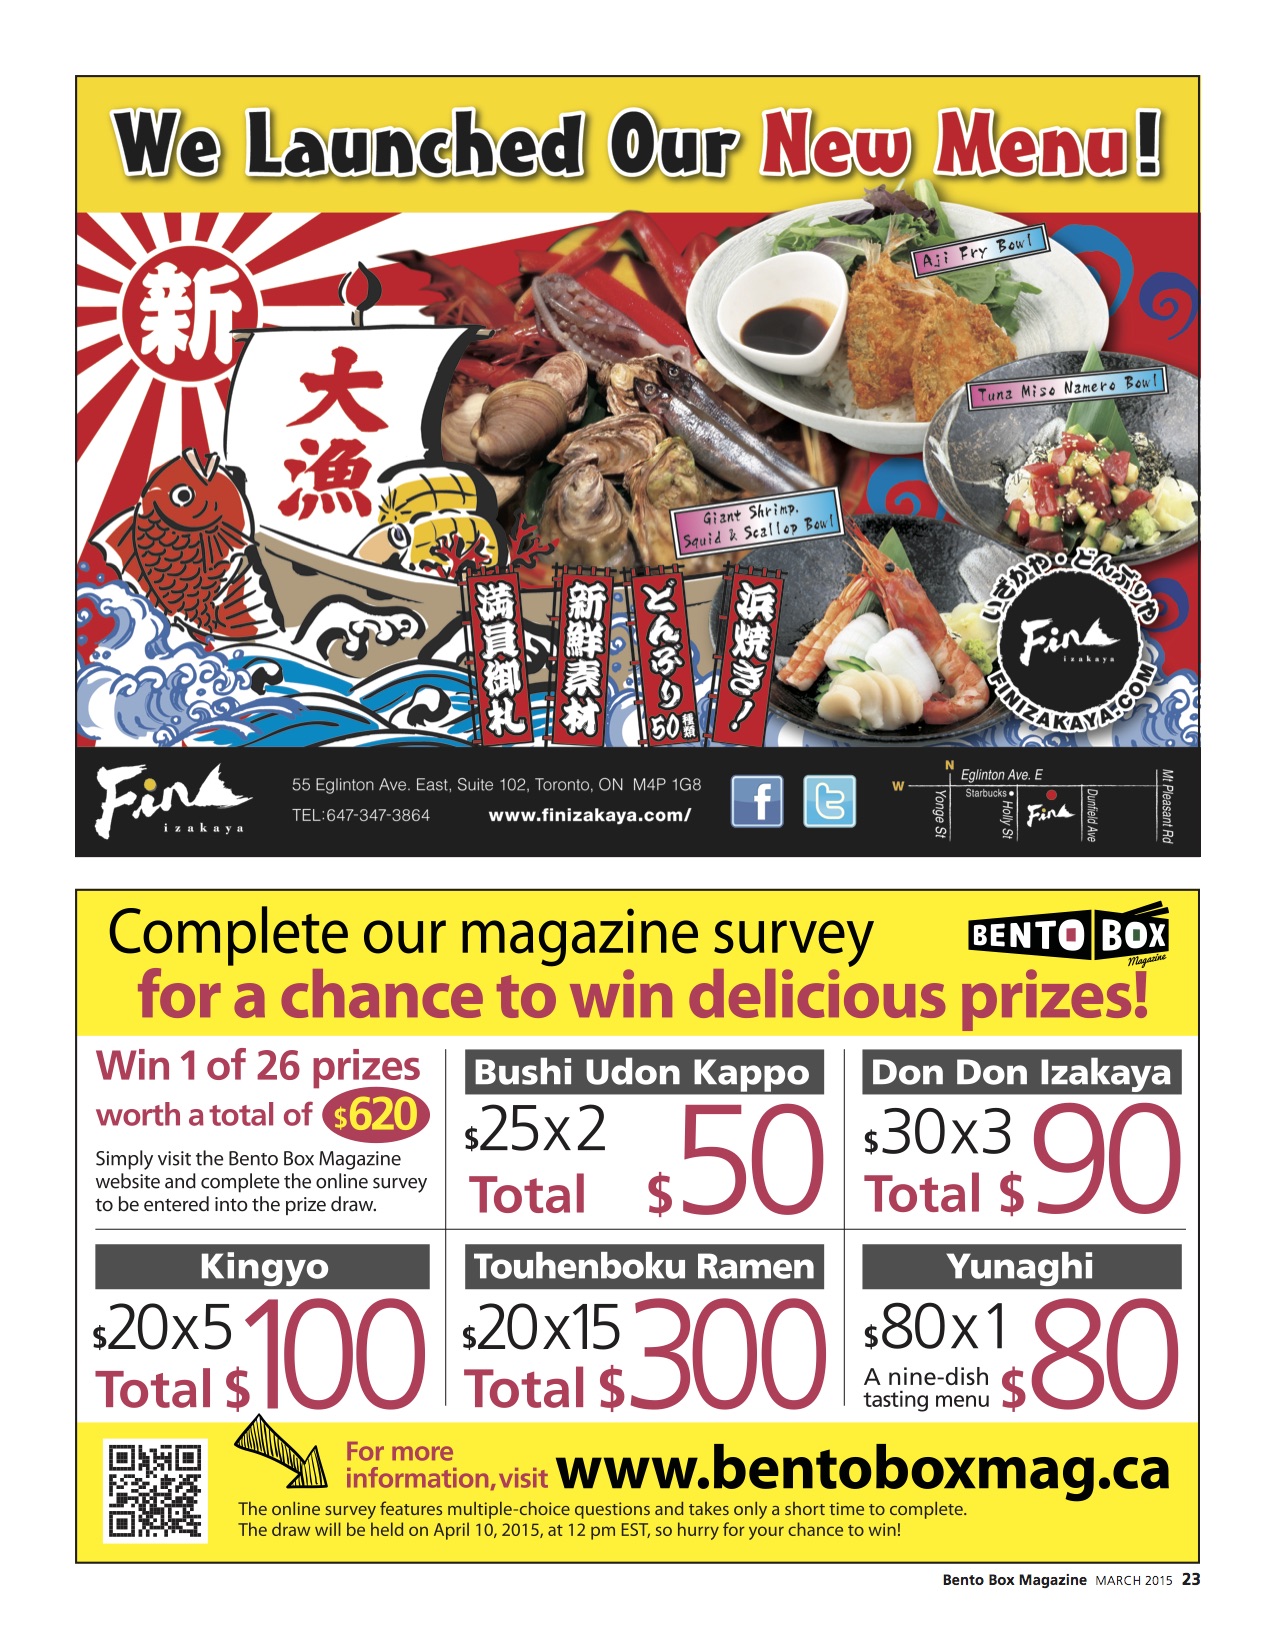 We Launched Our New Menu!
新
大漁
Aji Fry Bowl
Tuna Miso Namero Bowl
Giant Shrimp,
Squid & Scallop Bowl
満員御礼
新鮮素材
どんぶり50種類
浜焼き!
いざかや・どんぶりや
Fin
izakaya
FINIZAKAYA.COM
Fin
izakaya
55 Eglinton Ave. East, Suite 102, Toronto, ON M4P 1G8
TEL:647-347-3864 www.finizakaya.com/
f
t
N
W
Eglinton Ave. E
Starbucks
Yonge St
Holly St
Fin
Dunfield Ave
Mt Pleasant Rd
Complete our magazine survey
for a chance to win delicious prizes!
BENTO BOX
Magazine
Win 1 of 26 prizes
worth a total of $620
Simply visit the Bento Box Magazine
website and complete the online survey
to be entered into the prize draw.
Bushi Udon Kappo
$25x2
Total $50
Don Don Izakaya
$30x3
Total $90
Kingyo
$20x5
Total $100
Touhenboku Ramen
$20x15
Total $300
Yunaghi
$80x1
A nine-dish
tasting menu $80
For more
information, visit www.bentoboxmag.ca
The online survey features multiple-choice questions and takes only a short time to complete.
The draw will be held on April 10, 2015, at 12 pm EST, so hurry for your chance to win!
Bento Box Magazine MARCH 2015 23